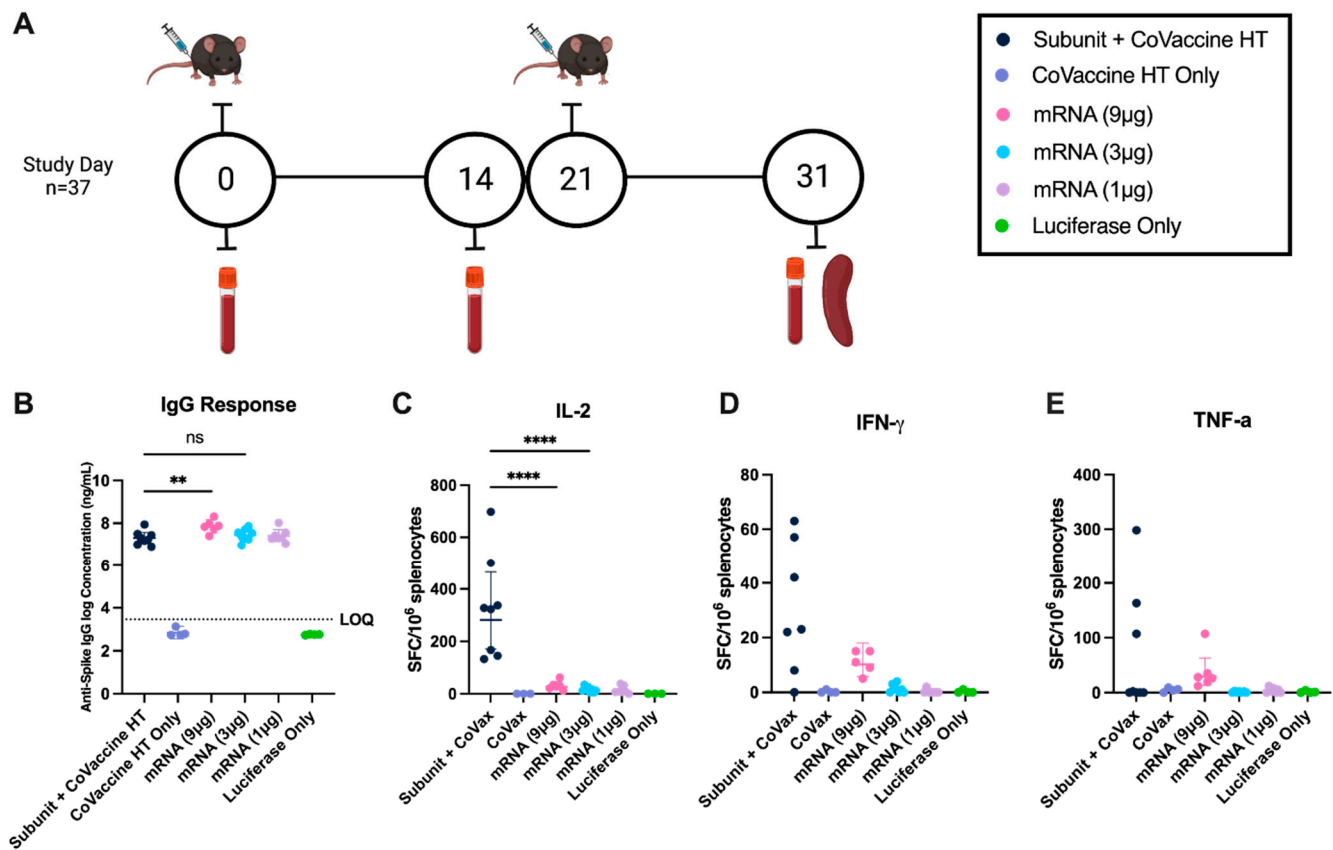 A
Study Day
n=37
0
14
21
31
Subunit + CoVaccine HT
CoVaccine HT Only
mRNA (9µg)
mRNA (3µg)
mRNA (1µg)
Luciferase Only
B
IgG Response
ns
**
Anti-Spike IgG log Concentration (ng/mL)
10
8
6
4
2
0
LOQ
Subunit + CoVaccine HT
CoVaccine HT Only
mRNA (9µg)
mRNA (3µg)
mRNA (1µg)
Luciferase Only
C
IL-2
****
****
SFC/10⁶ splenocytes
800
600
400
200
0
Subunit + CoVax
CoVax
mRNA (9µg)
mRNA (3µg)
mRNA (1µg)
Luciferase Only
D
IFN-γ
SFC/10⁶ splenocytes
80
60
40
20
0
Subunit + CoVax
CoVax
mRNA (9µg)
mRNA (3µg)
mRNA (1µg)
Luciferase Only
E
TNF-a
SFC/10⁶ splenocytes
400
300
200
100
0
Subunit + CoVax
CoVax
mRNA (9µg)
mRNA (3µg)
mRNA (1µg)
Luciferase Only